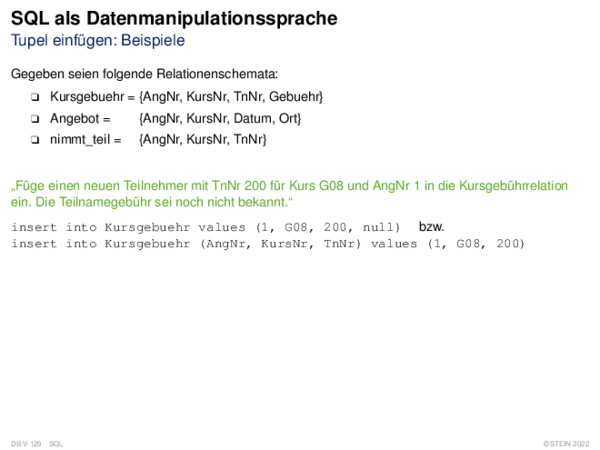 SQL als Datenmanipulationssprache
Tupel einfügen: Beispiele
Gegeben seien folgende Relationenschemata:
❑ Kursgebuehr = {AngNr, KursNr, TnNr, Gebuehr}
❑ Angebot = {AngNr, KursNr, Datum, Ort}
❑ nimmt_teil = {AngNr, KursNr, TnNr}
„Füge einen neuen Teilnehmer mit TnNr 200 für Kurs G08 und AngNr 1 in die Kursgebührrelation
ein. Die Teilnamegebühr sei noch nicht bekannt.“
insert into Kursgebuehr values (1, G08, 200, null) bzw.
insert into Kursgebuehr (AngNr, KursNr, TnNr) values (1, G08, 200)
DB:V-129 SQL ©STEIN 2022